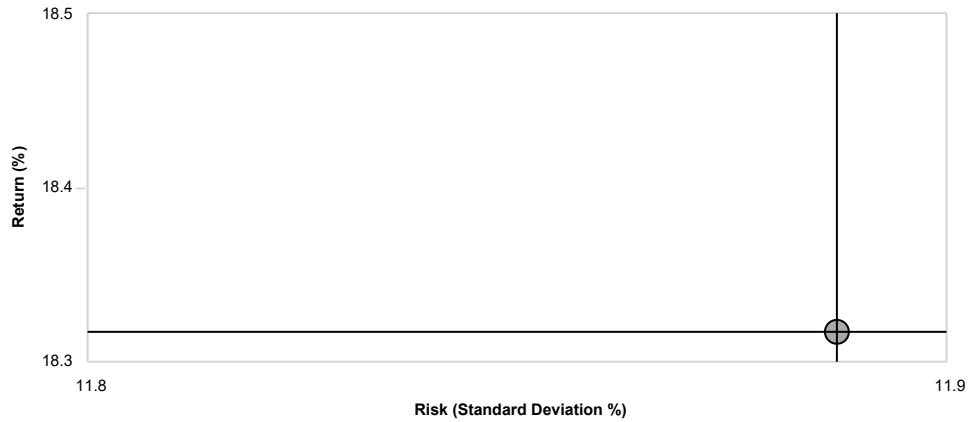 18.5
Return (%)
18.4
18.3
11.8
11.9
Risk (Standard Deviation %)